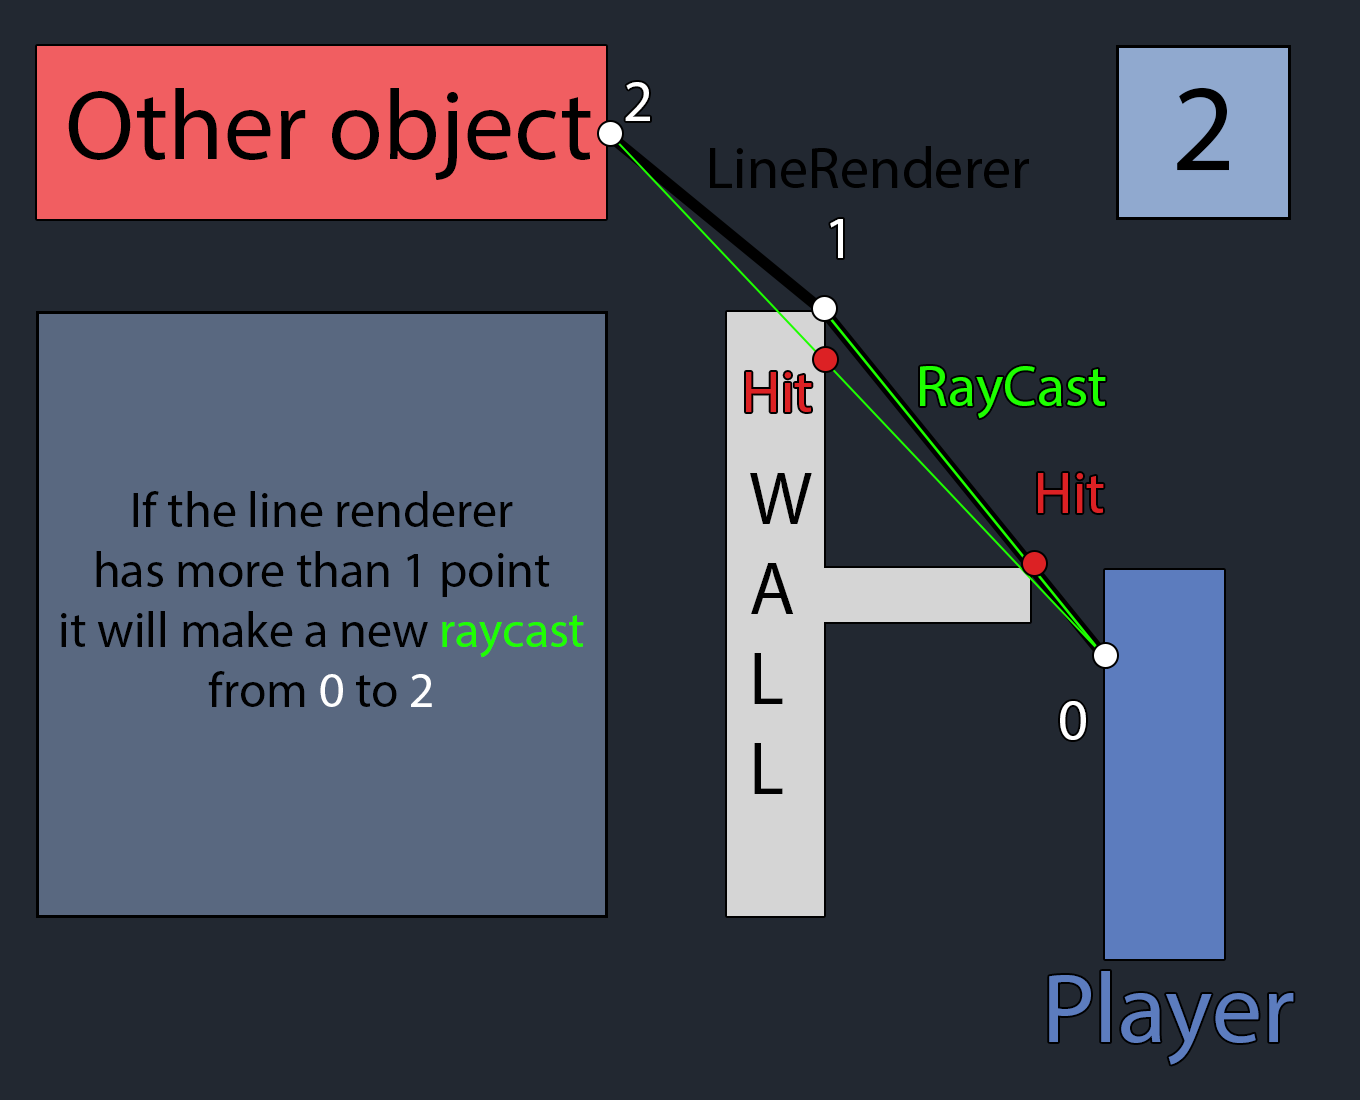 Other object
2
2
LineRenderer
1
Hit
RayCast
Hit
W
A
L
L
If the line renderer
has more than 1 point
it will make a new raycast
from 0 to 2
0
Player